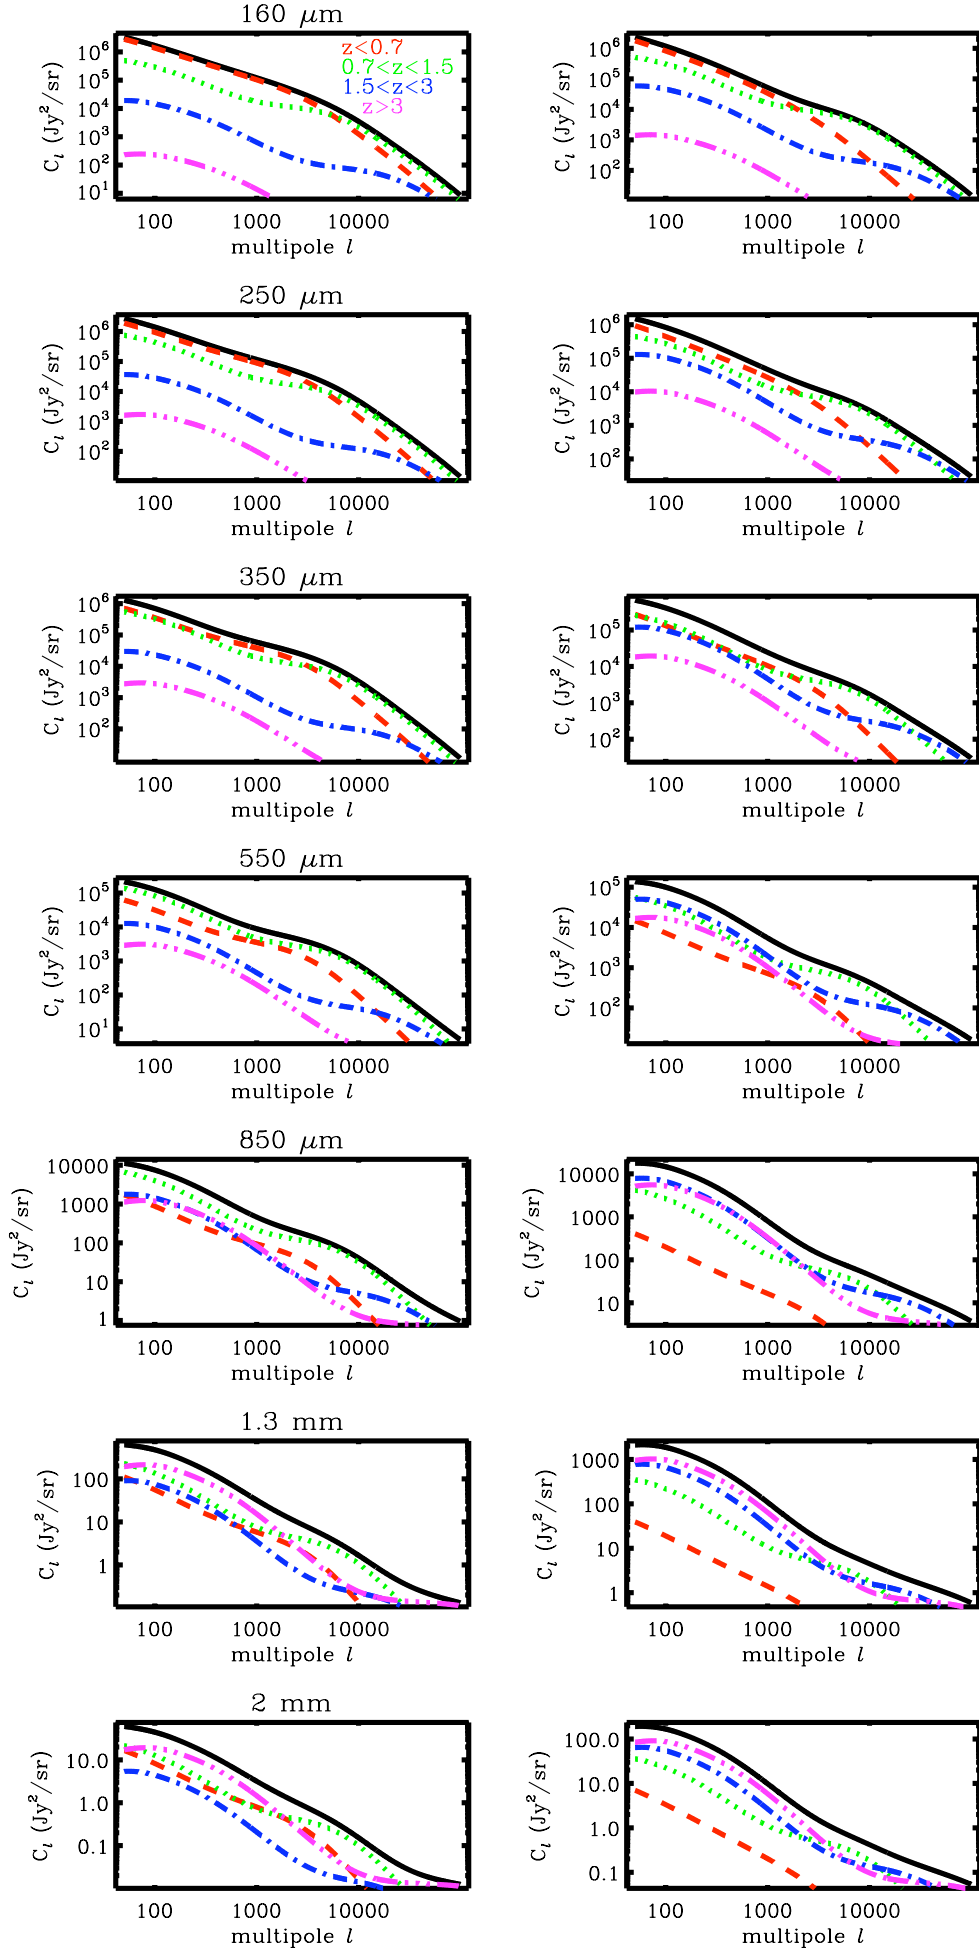 160 μm
z<0.7
0.7<z<1.5
1.5<z<3
z>3
C_l (Jy²/sr)
10⁶
10⁵
10⁴
10³
10²
10¹
100 1000 10000
multipole l
C_l (Jy²/sr)
10⁶
10⁵
10⁴
10³
10²
100 1000 10000
multipole l
250 μm
C_l (Jy²/sr)
10⁶
10⁵
10⁴
10³
10²
100 1000 10000
multipole l
C_l (Jy²/sr)
10⁶
10⁵
10⁴
10³
10²
100 1000 10000
multipole l
350 μm
C_l (Jy²/sr)
10⁶
10⁵
10⁴
10³
10²
100 1000 10000
multipole l
C_l (Jy²/sr)
10⁵
10⁴
10³
10²
100 1000 10000
multipole l
550 μm
C_l (Jy²/sr)
10⁵
10⁴
10³
10²
10¹
100 1000 10000
multipole l
C_l (Jy²/sr)
10⁵
10⁴
10³
10²
100 1000 10000
multipole l
850 μm
C_l (Jy²/sr)
10000
1000
100
10
1
100 1000 10000
multipole l
C_l (Jy²/sr)
10000
1000
100
10
100 1000 10000
multipole l
1.3 mm
C_l (Jy²/sr)
100
10
1
100 1000 10000
multipole l
C_l (Jy²/sr)
1000
100
10
1
100 1000 10000
multipole l
2 mm
C_l (Jy²/sr)
10.0
1.0
0.1
100 1000 10000
multipole l
C_l (Jy²/sr)
100.0
10.0
1.0
0.1
100 1000 10000
multipole l